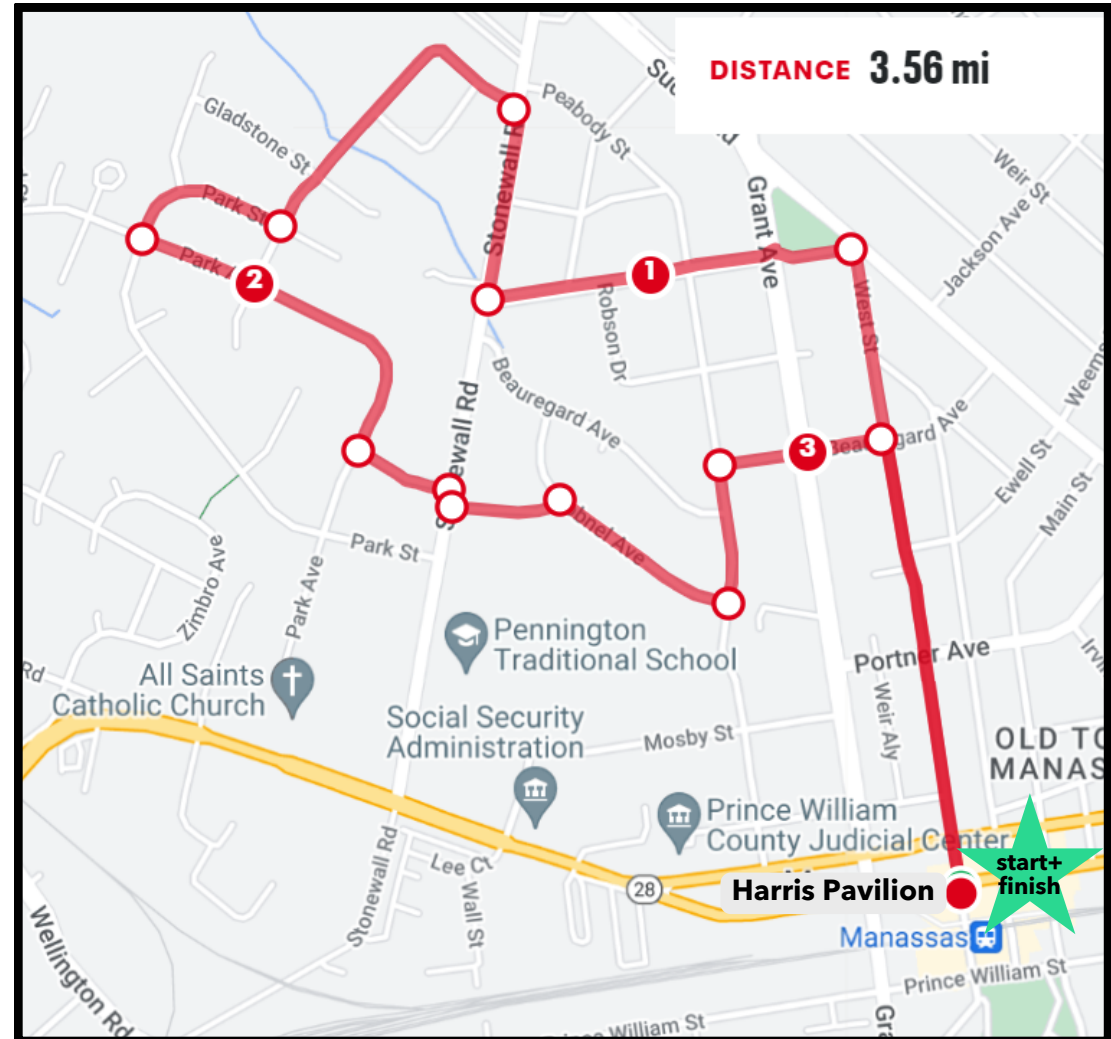 DISTANCE 3.56 mi
Peabody St
Gladstone St
Weir St
Jackson Ave
Grant Ave
Stonewall R
Park St
Park A
2
1
West St
Robson Dr
Beauregard Ave
Weems
3
Ewell St
Main St
Park St
Zimbro Ave
Park Ave
Pennington
Traditional School
All Saints
Catholic Church
Rd
Portner Ave
Weir Aly
Social Security
Administration
Mosby St
OLD TO
MANAS
Prince William
County Judicial Center
start+
finish
Lee Ct
Wall St
Stonewall Rd
28
Harris Pavilion
Manassas
Wellington Rd
Prince William St